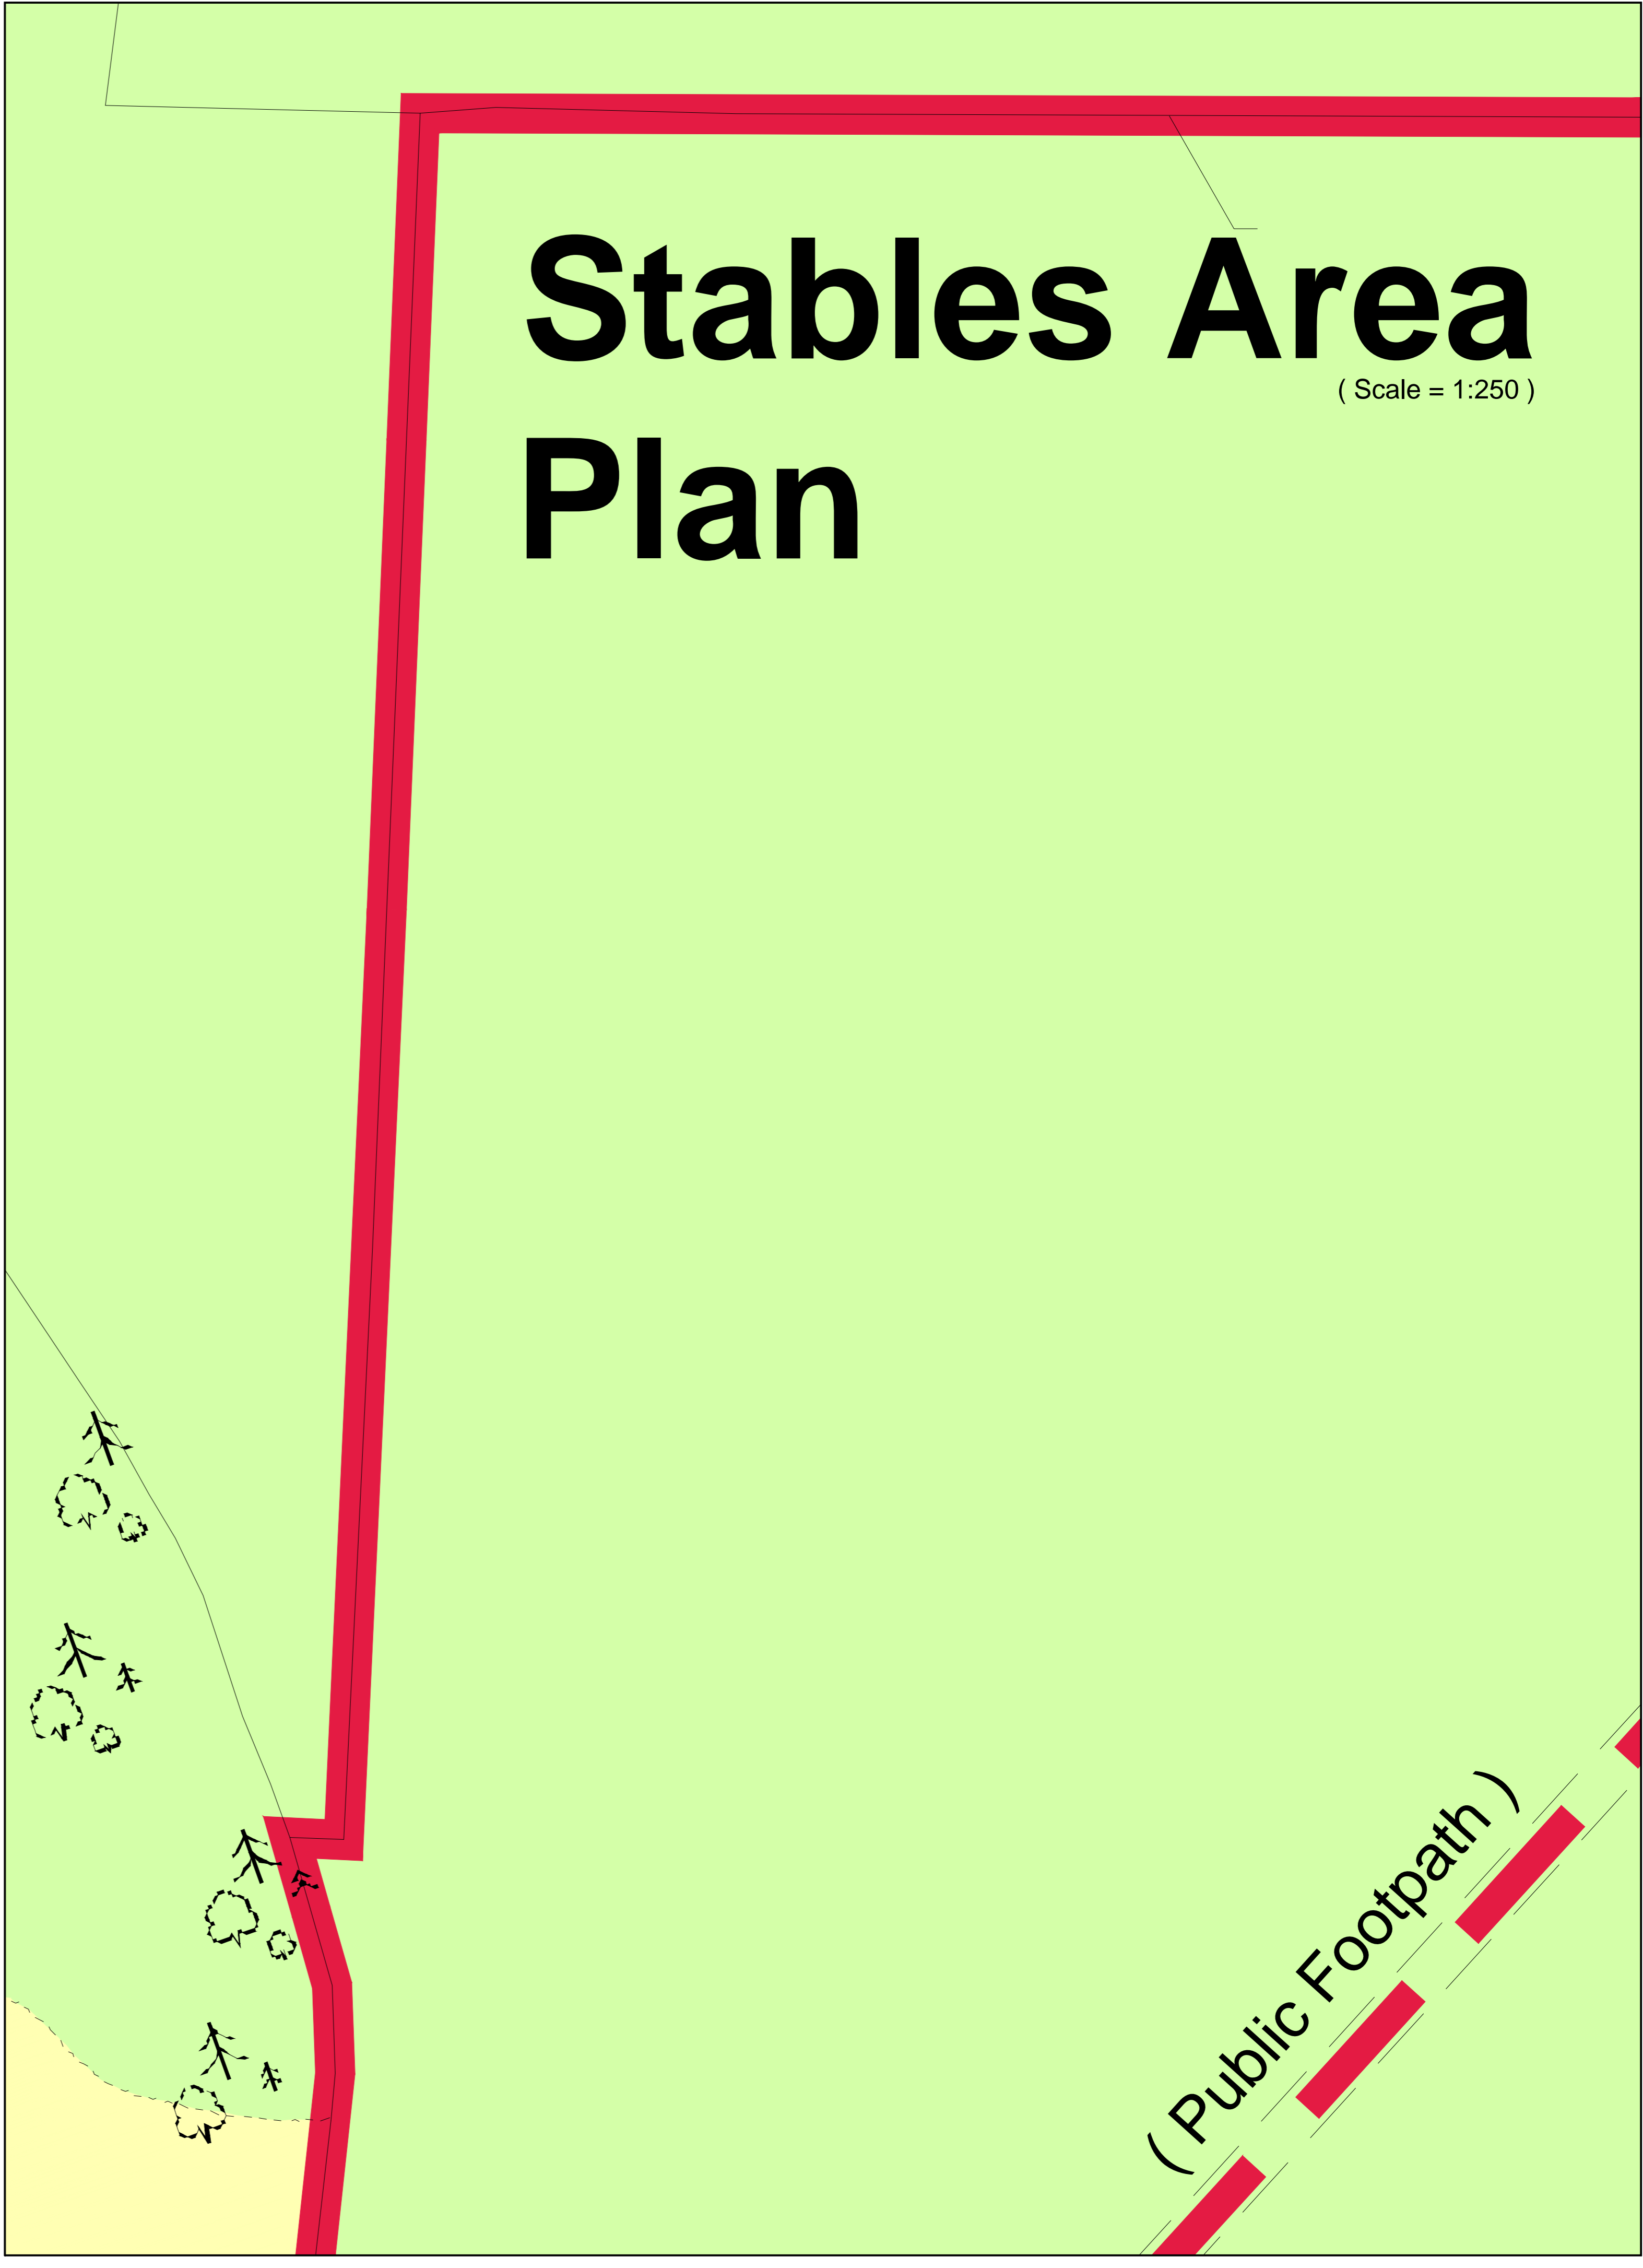 Stables Area
( Scale = 1:250 )
Plan
( Public Footpath )